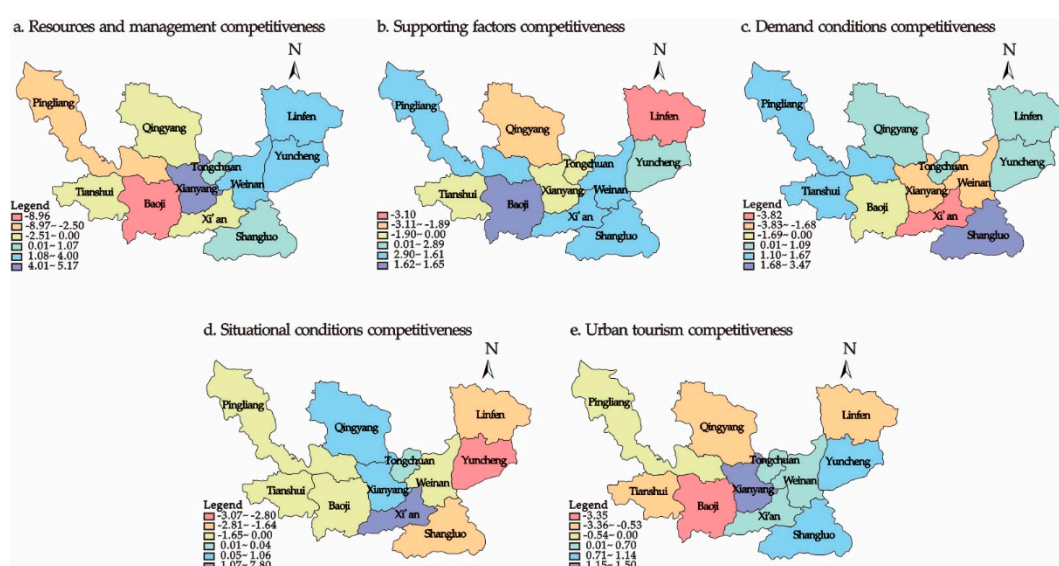 a. Resources and management competitiveness
N
Pingliang
Qingyang
Linfen
Tongchuan
Yuncheng
Tianshui
Xianyang
Weinan
Baoji
Xi' an
Shangluo
Legend
-8.96
-8.97~ -2.50
-2.51~ 0.00
0.01~ 1.07
1.08~ 4.00
4.01~ 5.17
b. Supporting factors competitiveness
N
Pingliang
Qingyang
Linfen
Tongchuan
Yuncheng
Tianshui
Xianyang
Weinan
Baoji
Xi' an
Shangluo
Legend
-3.10
-3.11~ -1.89
-1.90~ 0.00
0.01~ 2.89
2.90~ 1.61
1.62~ 1.65
c. Demand conditions competitiveness
N
Pingliang
Qingyang
Linfen
Tongchuan
Yuncheng
Tianshui
Xianyang
Weinan
Baoji
Xi' an
Shangluo
Legend
-3.82
-3.83~ -1.68
-1.69~ 0.00
0.01~ 1.09
1.10~ 1.67
1.68~ 3.47
d. Situational conditions competitiveness
N
Pingliang
Qingyang
Linfen
Tongchuan
Yuncheng
Tianshui
Xianyang
Weinan
Baoji
Xi' an
Shangluo
Legend
-3.07~ -2.80
-2.81~ -1.64
-1.65~ 0.00
0.01~ 0.04
0.05~ 1.06
1.07~ 7.80
e. Urban tourism competitiveness
N
Pingliang
Qingyang
Linfen
Tongchuan
Yuncheng
Tianshui
Xianyang
Weinan
Baoji
Xi'an
Shangluo
Legend
-3.35
-3.36~ -0.53
-0.54~ 0.00
0.01~ 0.70
0.71~ 1.14
1.15~ 1.50